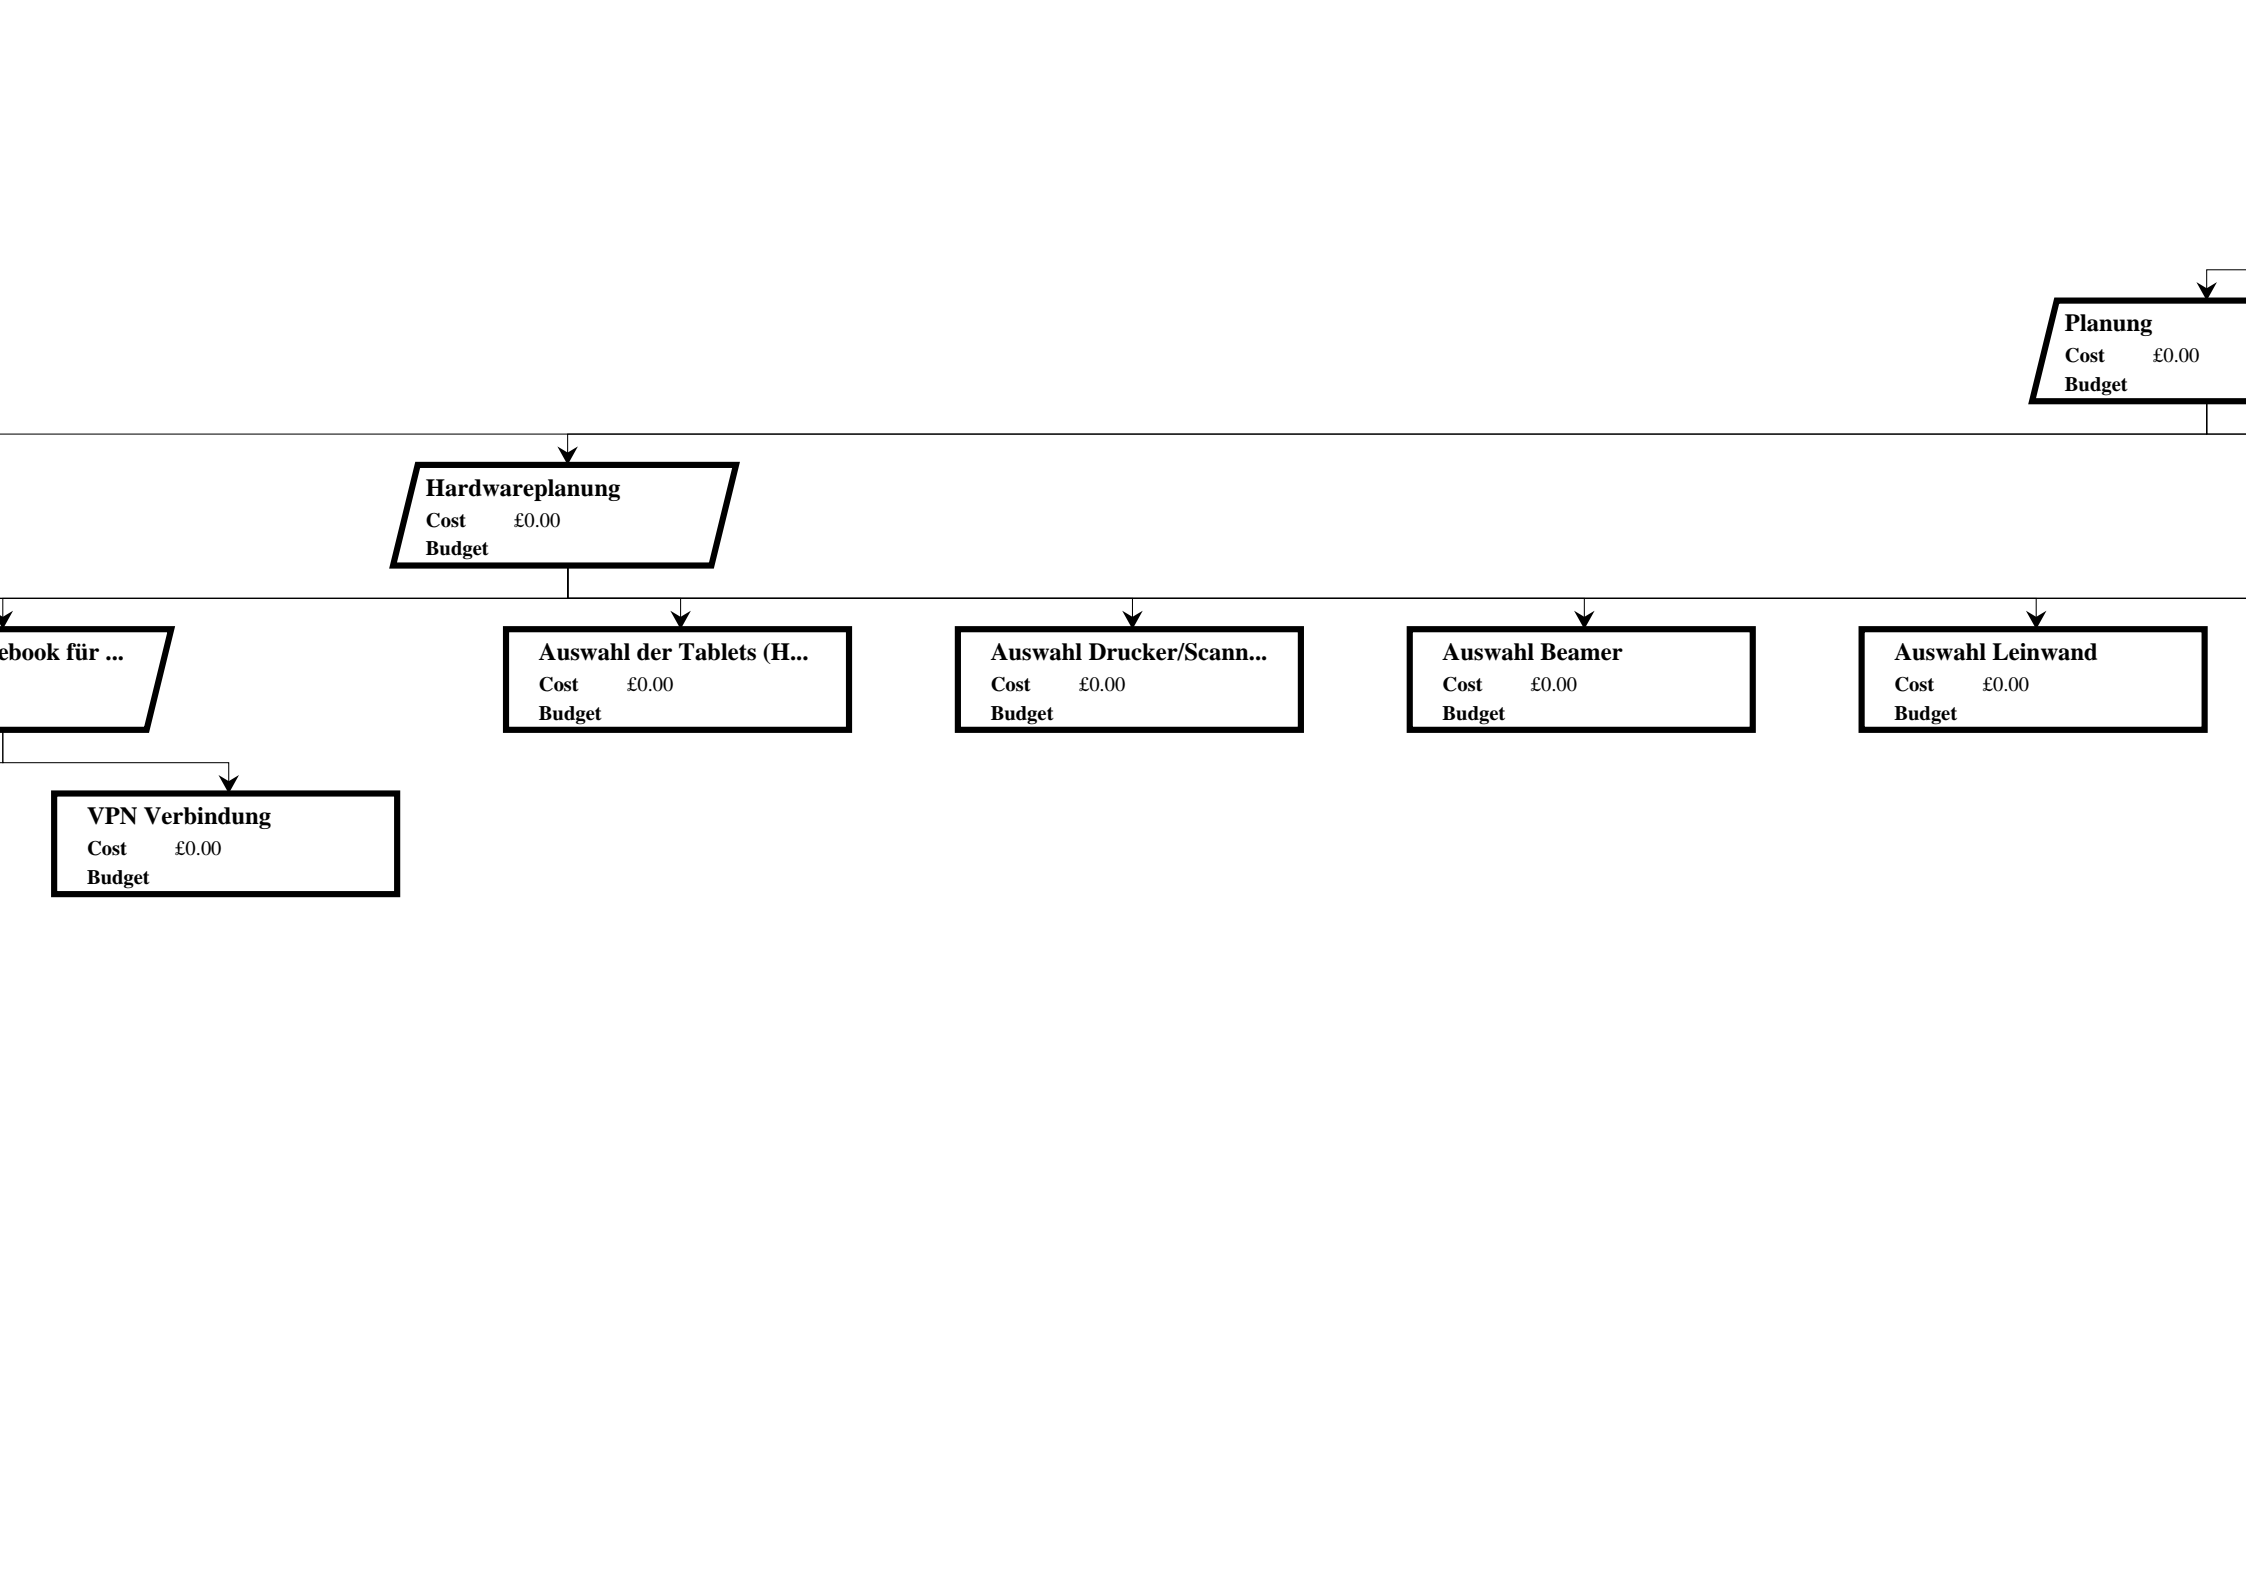 Planung
Cost £0.00
Budget
Hardwareplanung
Cost £0.00
Budget
ebook für ...
Auswahl der Tablets (H...
Cost £0.00
Budget
Auswahl Drucker/Scann...
Cost £0.00
Budget
Auswahl Beamer
Cost £0.00
Budget
Auswahl Leinwand
Cost £0.00
Budget
VPN Verbindung
Cost £0.00
Budget